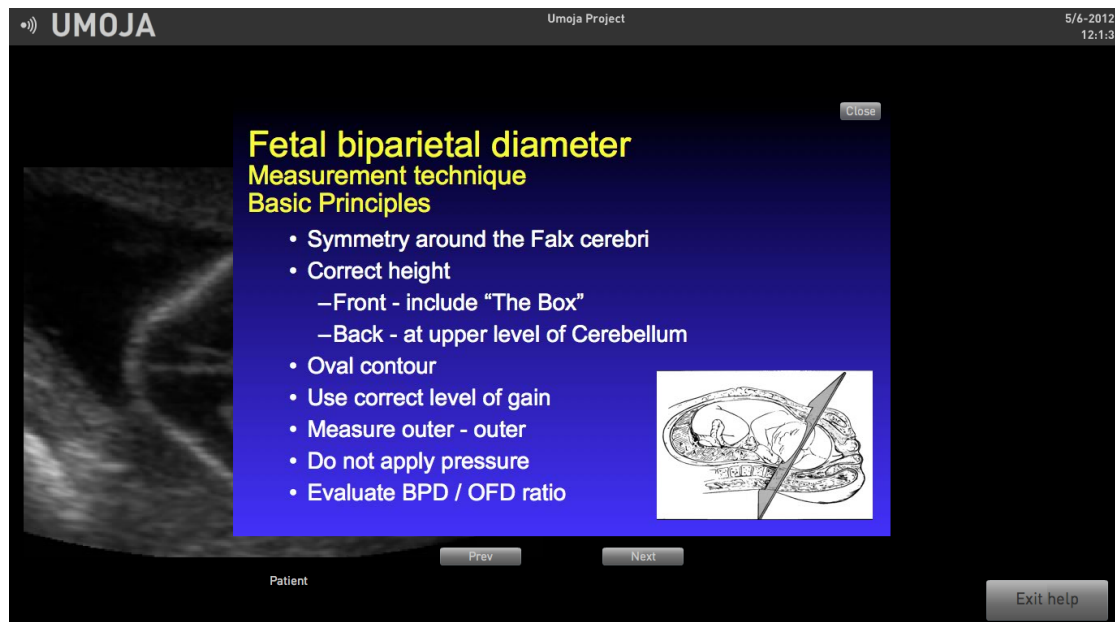 UMOJA
Umoja Project
5/6-2012
12:1:3
Close
Fetal biparietal diameter
Measurement technique
Basic Principles
• Symmetry around the Falx cerebri
• Correct height
–Front - include “The Box”
–Back - at upper level of Cerebellum
• Oval contour
• Use correct level of gain
• Measure outer - outer
• Do not apply pressure
• Evaluate BPD / OFD ratio
Prev
Next
Patient
Exit help